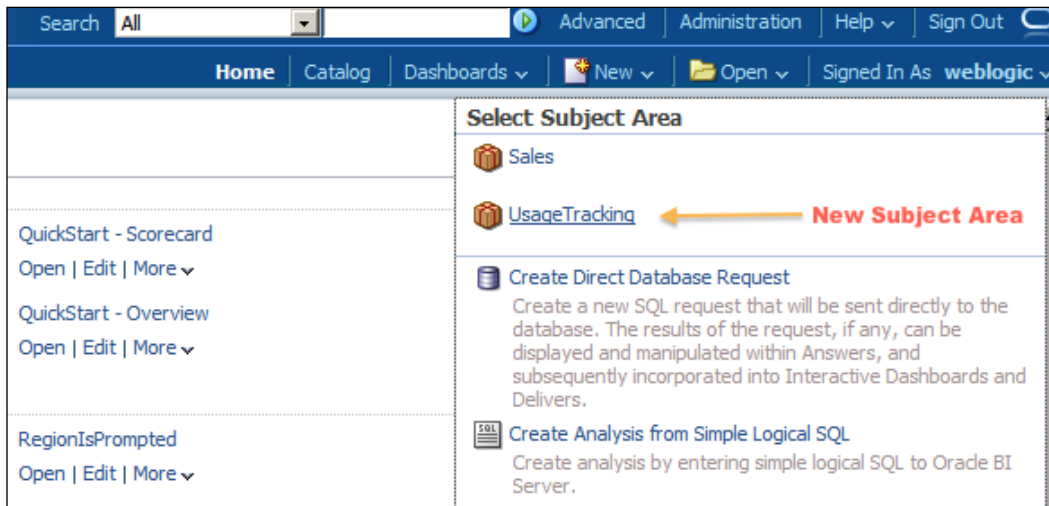 Search All Advanced Administration Help Sign Out
Home Catalog Dashboards New Open Signed In As weblogic
Select Subject Area
Sales
UsageTracking New Subject Area
QuickStart - Scorecard
Open | Edit | More
QuickStart - Overview
Open | Edit | More
RegionIsPrompted
Open | Edit | More
Create Direct Database Request
Create a new SQL request that will be sent directly to the
database. The results of the request, if any, can be
displayed and manipulated within Answers, and
subsequently incorporated into Interactive Dashboards and
Delivers.
SQL Create Analysis from Simple Logical SQL
Create analysis by entering simple logical SQL to Oracle BI
Server.